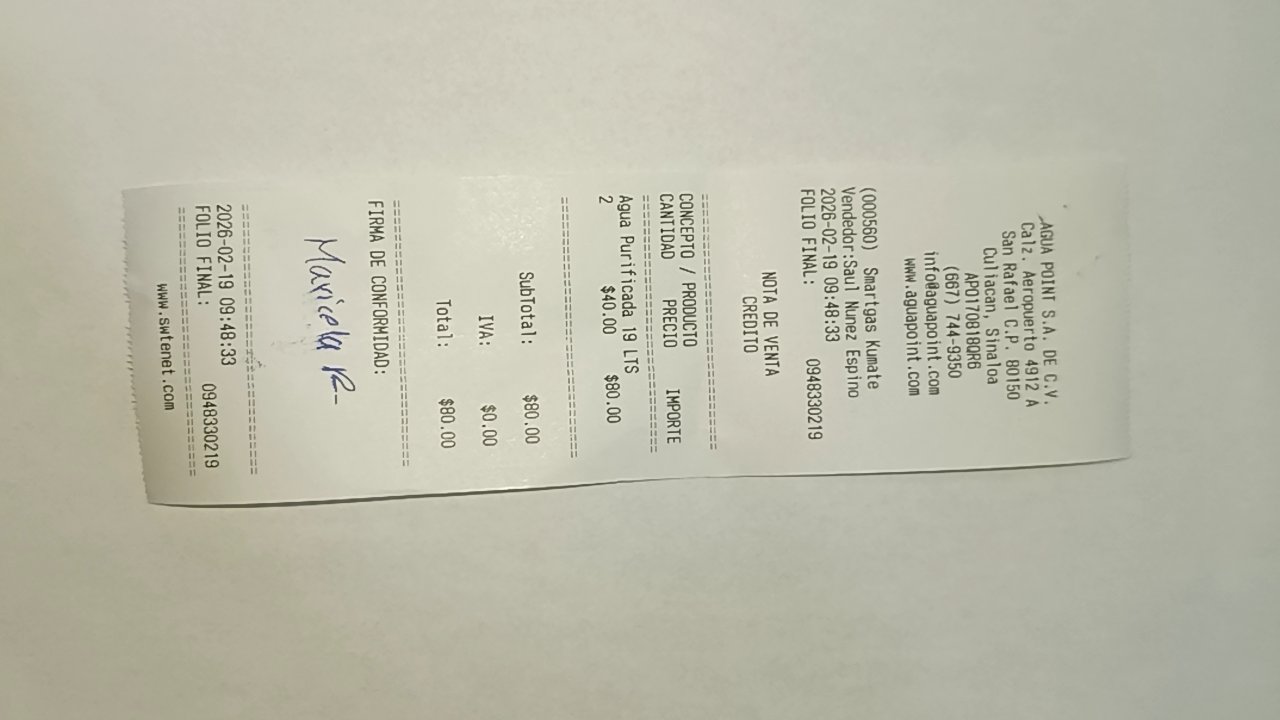 AGUA POINT S.A. DE C.V.
Calz. Aeropuerto 4912 A
San Rafael C.P. 80150
Culiacan, Sinaloa
APO170818QR6
(667) 744-9350
info@aguapoint.com
www.aguapoint.com
(000560) Smartgas Kumate
Vendedor:Saul Nunez Espino
2026-02-19 09:48:33
FOLIO FINAL: 0948330219
NOTA DE VENTA
CREDITO
==============================
CONCEPTO / PRODUCTO
CANTIDAD PRECIO IMPORTE
==============================
Agua Purificada 19 LTS
2 $40.00 $80.00
==============================
SubTotal: $80.00
IVA: $0.00
Total: $80.00
==============================
FIRMA DE CONFORMIDAD:
Maricela R-
==============================
2026-02-19 09:48:33
FOLIO FINAL: 0948330219
==============================
www.swtenet.com